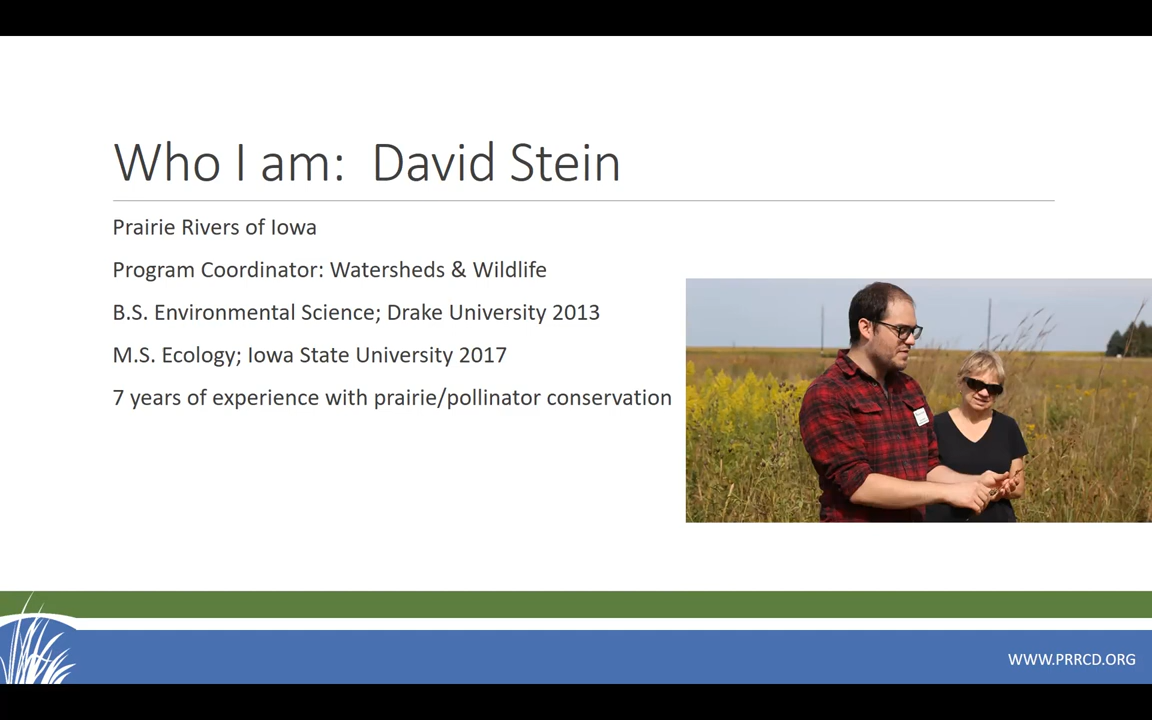 Who I am: David Stein
Prairie Rivers of Iowa
Program Coordinator: Watersheds & Wildlife
B.S. Environmental Science; Drake University 2013
M.S. Ecology; Iowa State University 2017
7 years of experience with prairie/pollinator conservation
WWW.PRRCD.ORG